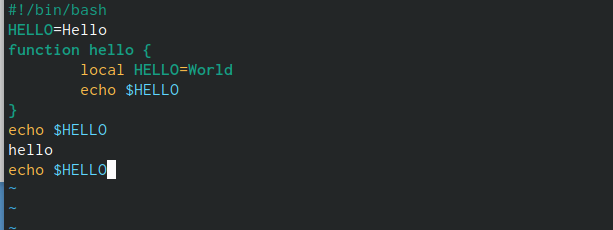 #!/bin/bash
HELLO=Hello
function hello {
        local HELLO=World
        echo $HELLO
}
echo $HELLO
hello
echo $HELLO
~
~
~